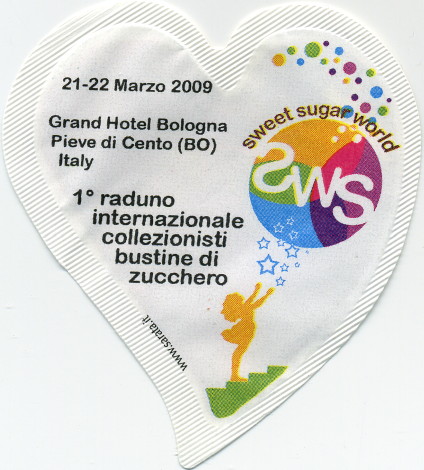 21-22 Marzo 2009
Grand Hotel Bologna
Pieve di Cento (BO)
Italy
1° raduno
internazionale
collezionisti
bustine di
zucchero
sweet sugar world
SWS
www.sarata.it